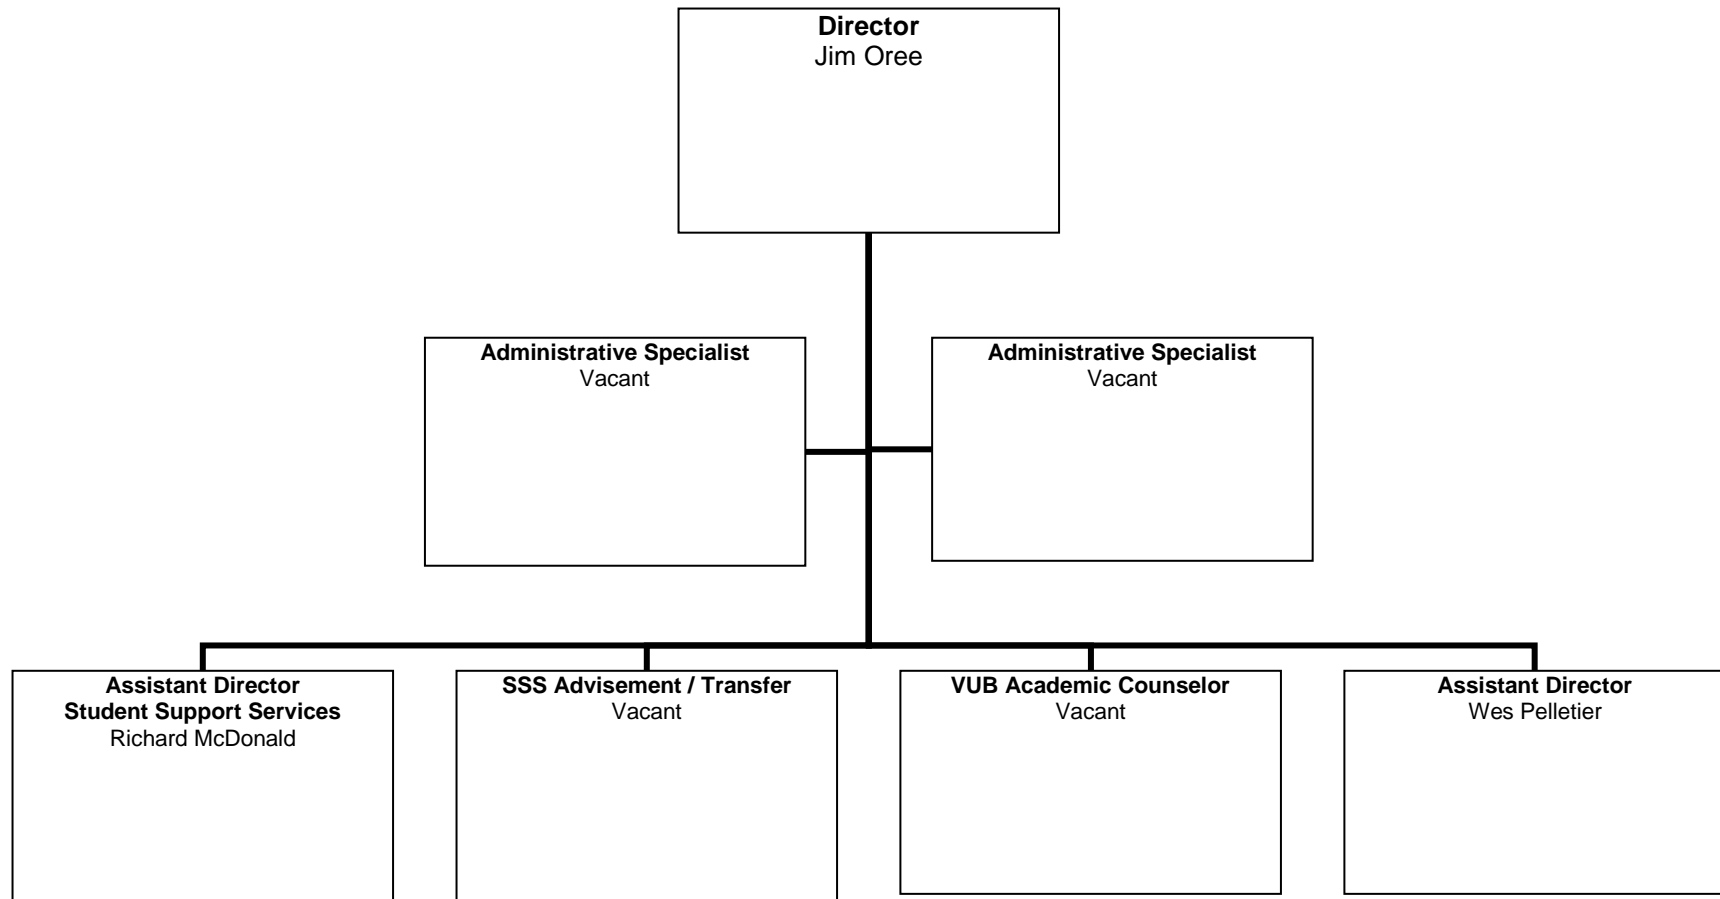 Director
Jim Oree
Administrative Specialist
Vacant
Administrative Specialist
Vacant
Assistant Director
Student Support Services
Richard McDonald
SSS Advisement / Transfer
Vacant
VUB Academic Counselor
Vacant
Assistant Director
Wes Pelletier